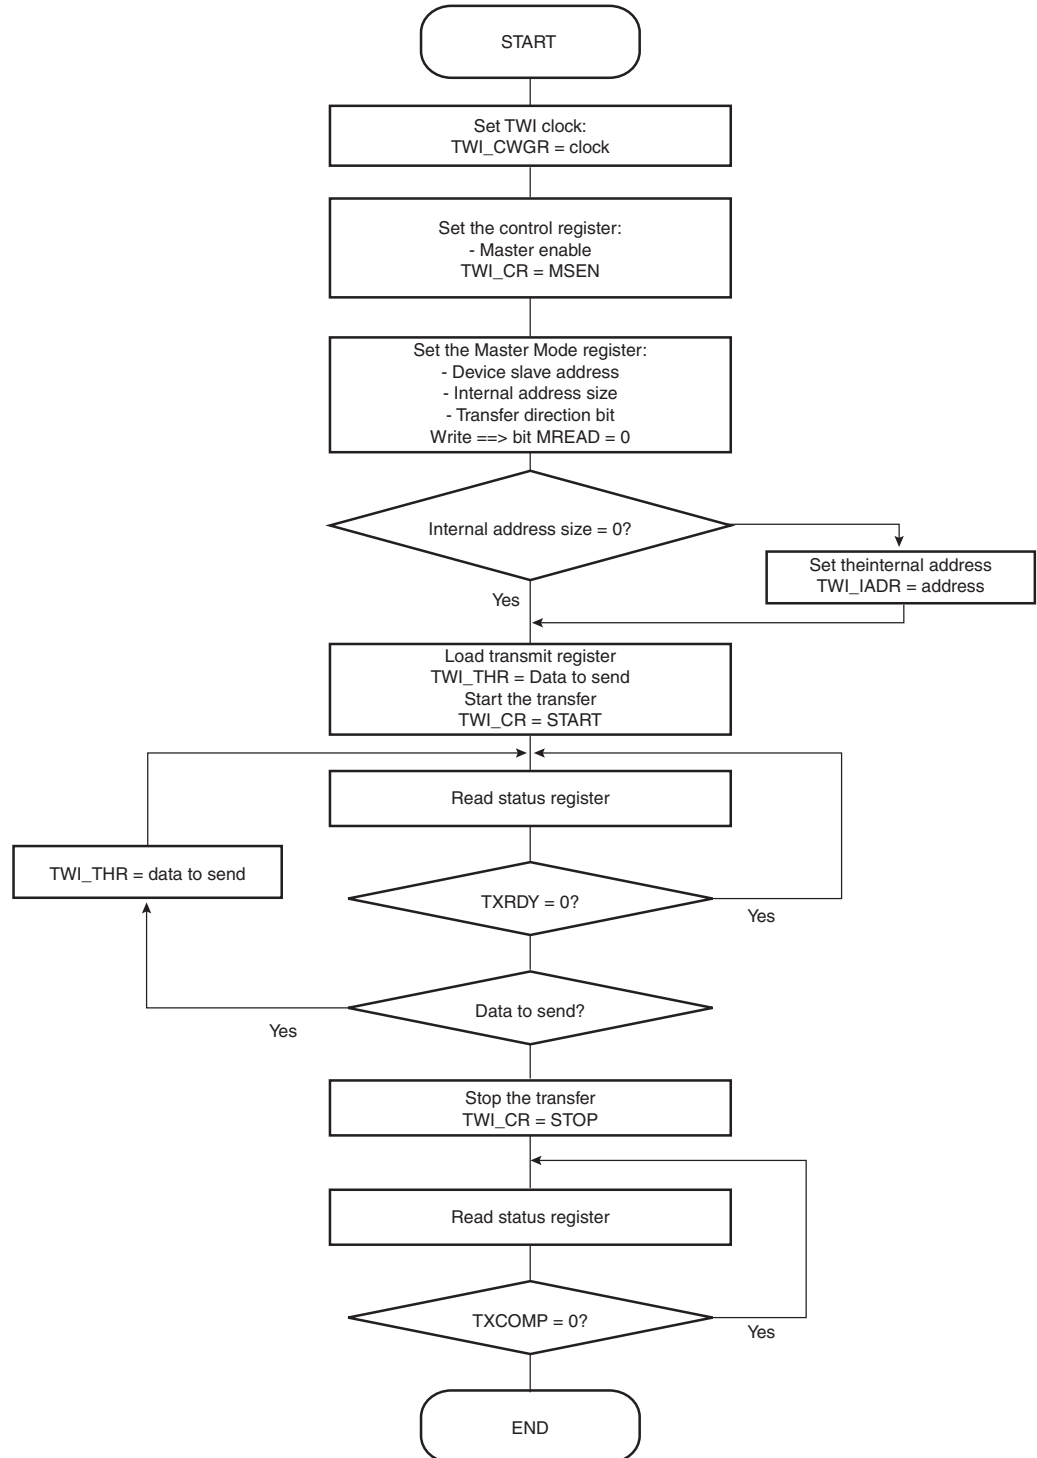 START
Set TWI clock:
TWI_CWGR = clock
Set the control register:
- Master enable
TWI_CR = MSEN
Set the Master Mode register:
- Device slave address
- Internal address size
- Transfer direction bit
Write ==> bit MREAD = 0
Internal address size = 0?
Set theinternal address
TWI_IADR = address
Yes
Load transmit register
TWI_THR = Data to send
Start the transfer
TWI_CR = START
Read status register
TWI_THR = data to send
TXRDY = 0?
Yes
Data to send?
Yes
Stop the transfer
TWI_CR = STOP
Read status register
TXCOMP = 0?
Yes
END